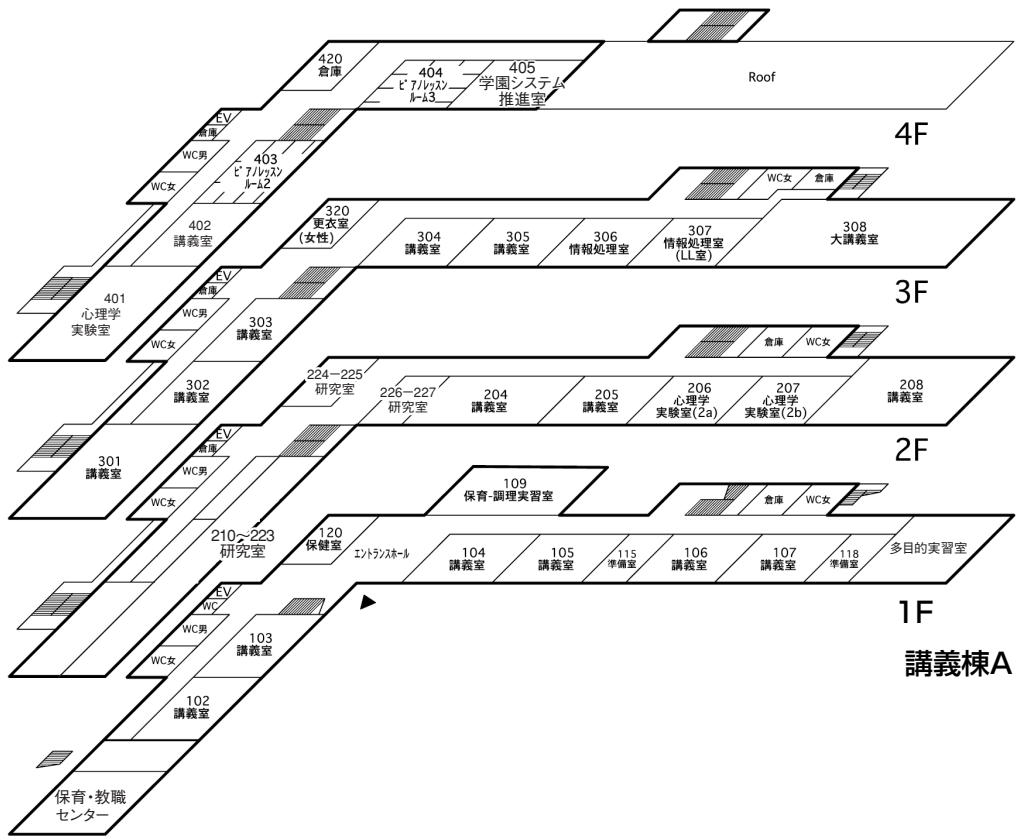 420
倉庫
404
ピアノレッスン
ルーム3
405
学園システム
推進室
Roof
4F
EV
倉庫
WC男
WC女
403
ピアノレッスン
ルーム2
402
講義室
401
心理学
実験室
320
更衣室
(女性)
304
講義室
305
講義室
306
情報処理室
307
情報処理室
(LL室)
WC女
倉庫
308
大講義室
3F
EV
倉庫
WC男
WC女
303
講義室
302
講義室
301
講義室
224－225
研究室
226－227
研究室
204
講義室
205
講義室
206
心理学
実験室(2a)
207
心理学
実験室(2b)
倉庫
WC女
208
講義室
2F
EV
倉庫
WC男
WC女
210～223
研究室
109
保育-調理実習室
120
保健室
エントランスホール
104
講義室
105
講義室
115
準備室
106
講義室
107
講義室
118
準備室
倉庫
WC女
多目的実習室
1F
講義棟A
EV
WC
WC男
WC女
103
講義室
102
講義室
保育・教職
センター